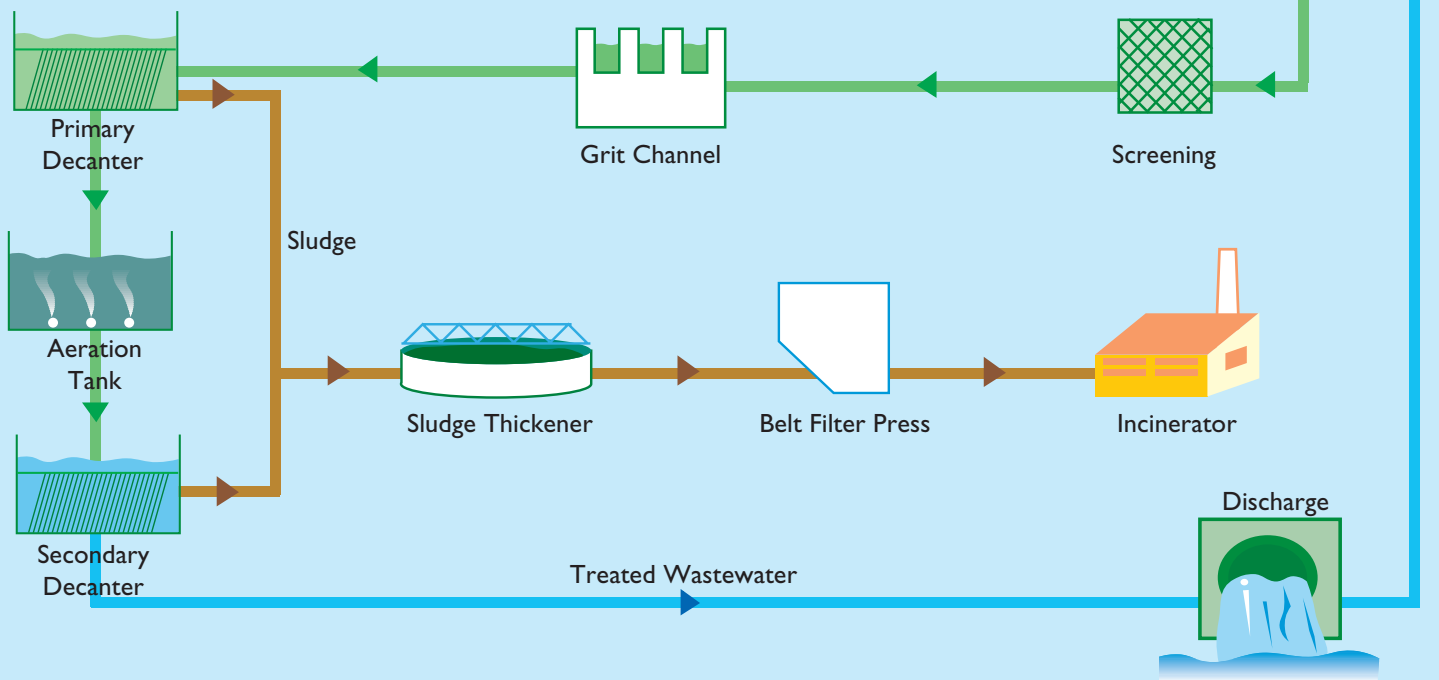 Primary
Decanter
Grit Channel
Screening
Sludge
Aeration
Tank
Sludge Thickener
Belt Filter Press
Incinerator
Secondary
Decanter
Treated Wastewater
Discharge